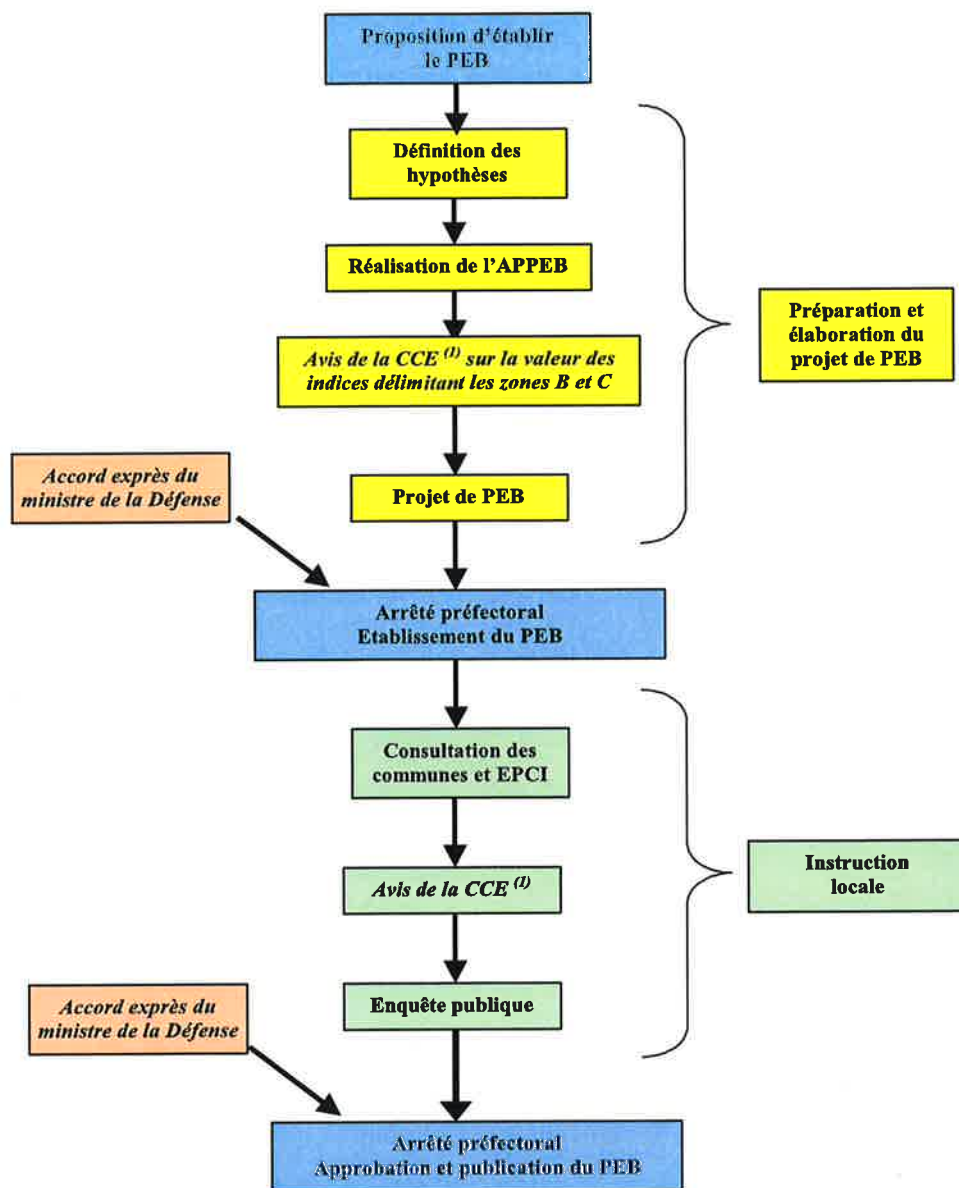 Proposition d'établir
le PEB
Définition des
hypothèses
Réalisation de l'APPEB
Avis de la CCE (1) sur la valeur des
indices délimitant les zones B et C
Préparation et
élaboration du
projet de PEB
Accord exprès du
ministre de la Défense
Projet de PEB
Arrêté préfectoral
Etablissement du PEB
Consultation des
communes et EPCI
Avis de la CCE (1)
Instruction
locale
Enquête publique
Accord exprès du
ministre de la Défense
Arrêté préfectoral
Approbation et publication du PEB